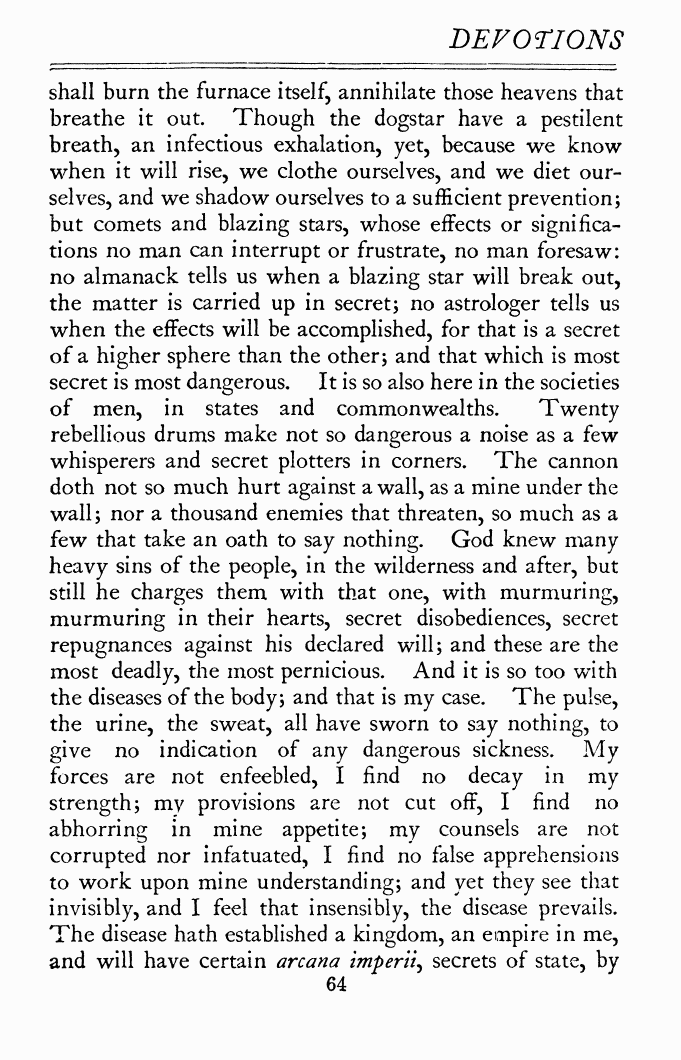 DEVOTIONS
shall burn the furnace itself, annihilate those heavens that
breathe it out. Though the dogstar have a pestilent
breath, an infectious exhalation, yet, because we know
when it will rise, we clothe ourselves, and we diet our-
selves, and we shadow ourselves to a sufficient prevention;
but comets and blazing stars, whose effects or significa-
tions no man can interrupt or frustrate, no man foresaw:
no almanack tells us when a blazing star will break out,
the matter is carried up in secret; no astrologer tells us
when the effects will be accomplished, for that is a secret
of a higher sphere than the other; and that which is most
secret is most dangerous. It is so also here in the societies
of men, in states and commonwealths. Twenty
rebellious drums make not so dangerous a noise as a few
whisperers and secret plotters in corners. The cannon
doth not so much hurt against a wall, as a mine under the
wall; nor a thousand enemies that threaten, so much as a
few that take an oath to say nothing. God knew many
heavy sins of the people, in the wilderness and after, but
still he charges them with that one, with murmuring,
murmuring in their hearts, secret disobediences, secret
repugnances against his declared will; and these are the
most deadly, the most pernicious. And it is so too with
the diseases of the body; and that is my case. The pulse,
the urine, the sweat, all have sworn to say nothing, to
give no indication of any dangerous sickness. My
forces are not enfeebled, I find no decay in my
strength; my provisions are not cut off, I find no
abhorring in mine appetite; my counsels are not
corrupted nor infatuated, I find no false apprehensions
to work upon mine understanding; and yet they see that
invisibly, and I feel that insensibly, the disease prevails.
The disease hath established a kingdom, an empire in me,
and will have certain arcana imperii, secrets of state, by
64